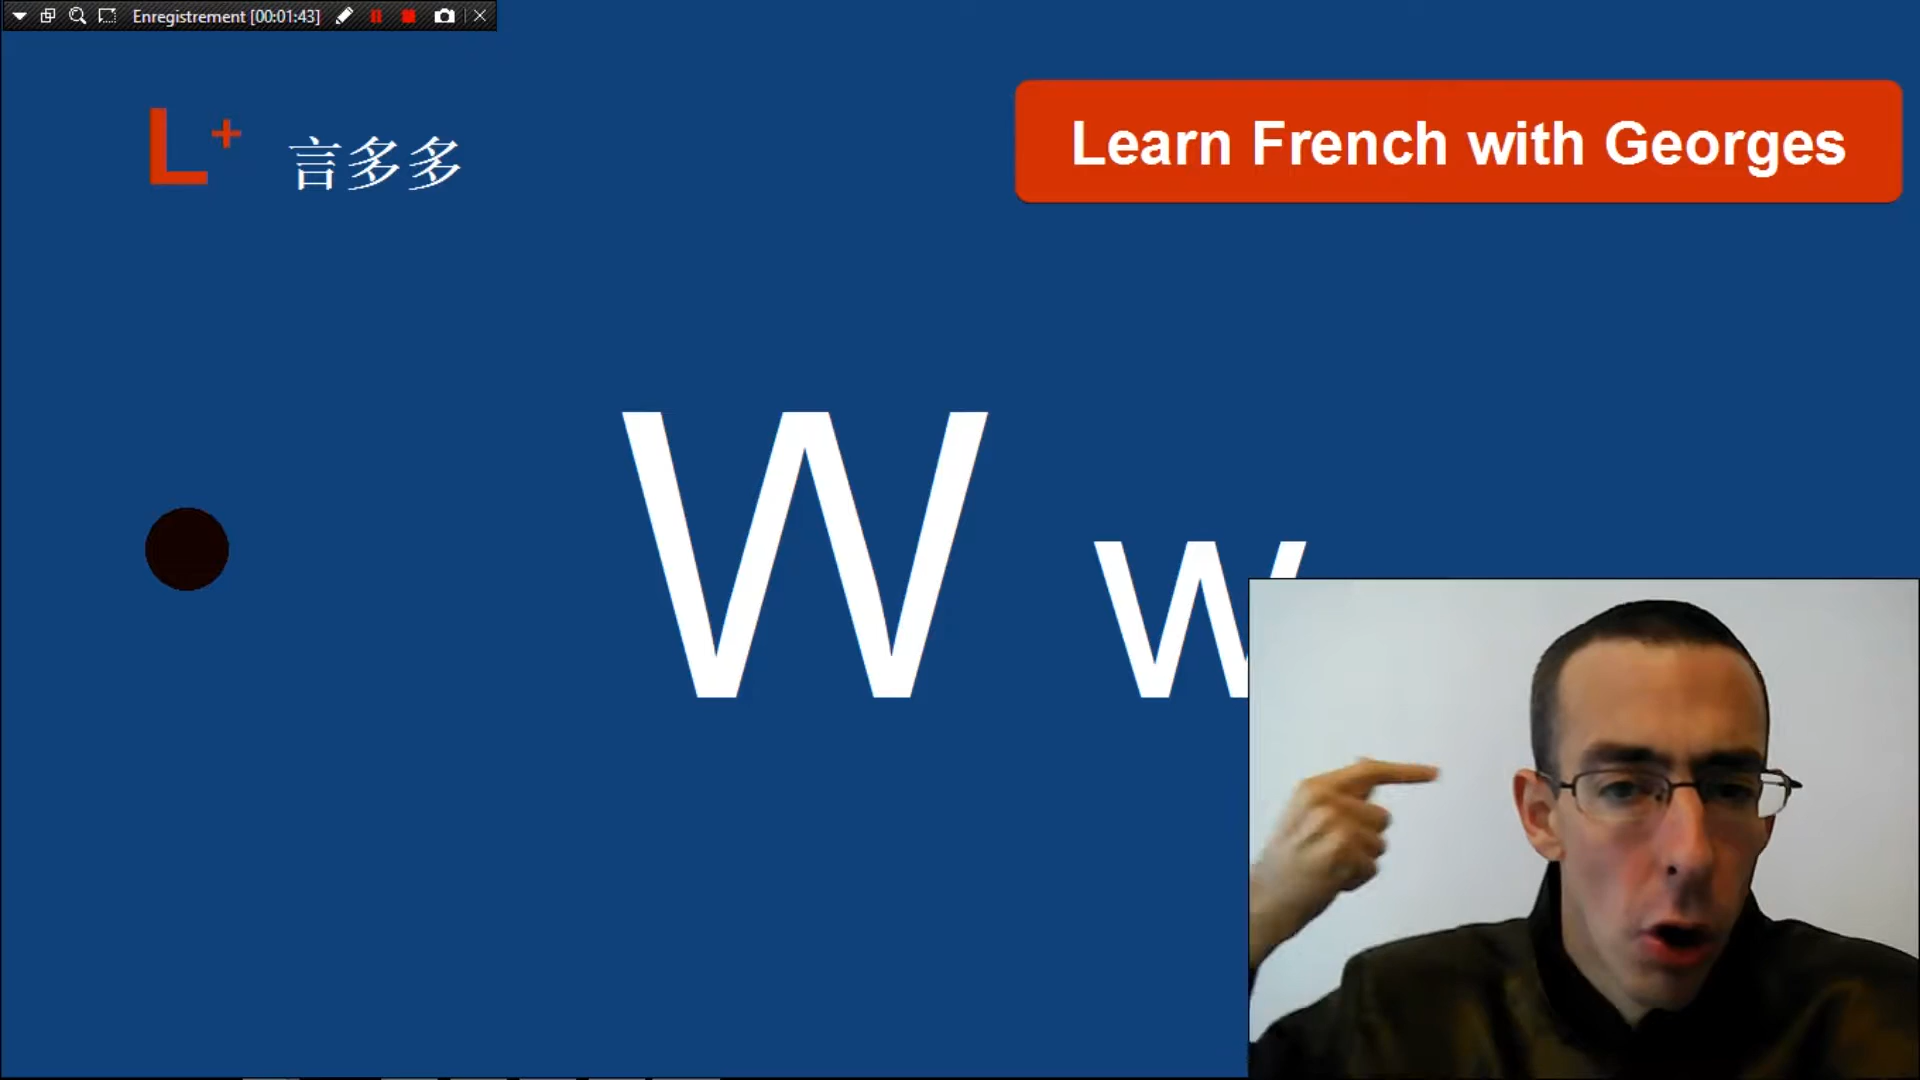 Enregistrement [00:01:43]
L+ 言多多
Learn French with Georges
W w